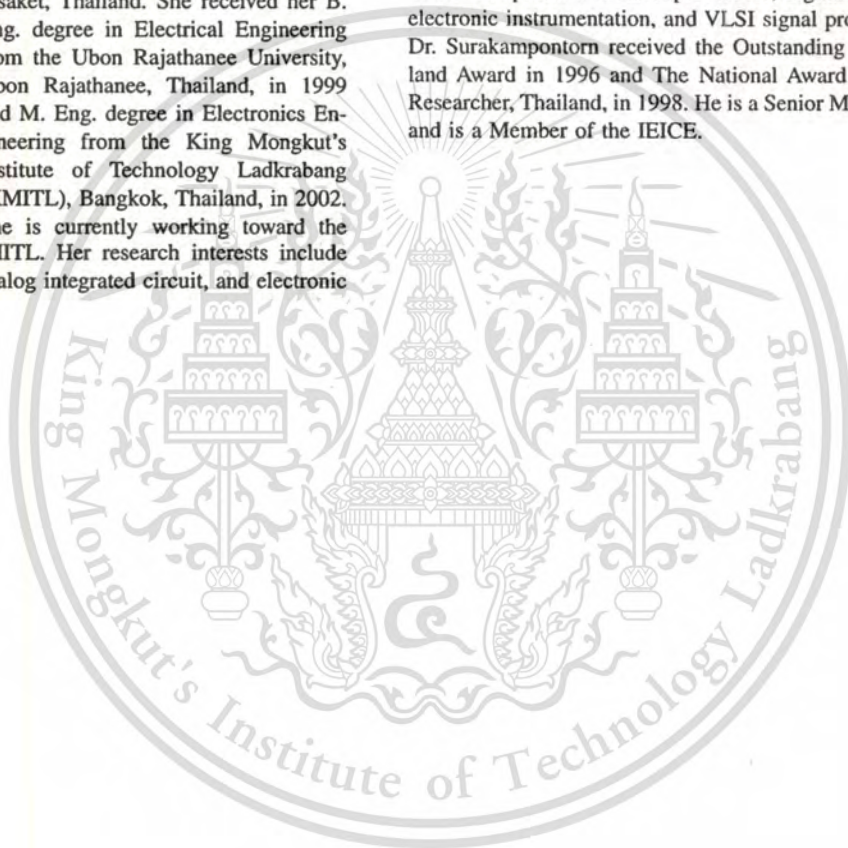 saket, Thailand. She received her B.
ng. degree in Electrical Engineering
om the Ubon Rajathanee University,
bon Rajathanee, Thailand, in 1999
d M. Eng. degree in Electronics En-
neering from the King Mongkut's
stitute of Technology Ladkrabang
(MITL), Bangkok, Thailand, in 2002.
ne is currently working toward the
MITL. Her research interests include
alog integrated circuit, and electronic
electronic instrumentation, and VLSI signal pro
Dr. Surakampontorn received the Outstanding
land Award in 1996 and The National Award
Researcher, Thailand, in 1998. He is a Senior M
and is a Member of the IEICE.
King Mongkut's Institute of Technology Ladkrabang